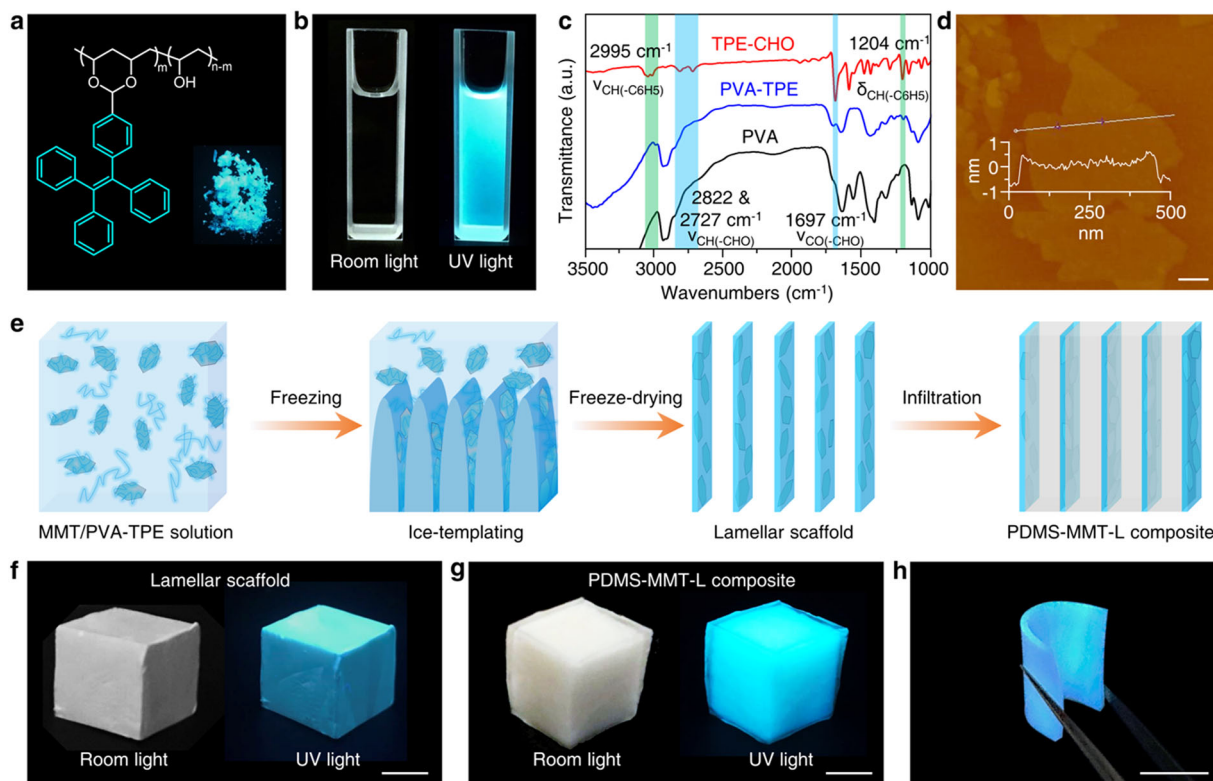 a
m
n-m
O
O
OH
b
Room light
UV light
c
2995 cm⁻¹
νCH(-C6H5)
TPE-CHO
1204 cm⁻¹
δCH(-C6H5)
PVA-TPE
PVA
2822 &
2727 cm⁻¹
νCH(-CHO)
1697 cm⁻¹
νCO(-CHO)
Transmittance (a.u.)
3500
3000
2500
2000
1500
1000
Wavenumbers (cm⁻¹)
d
nm
1
0
-1
0
250
500
nm
e
Freezing
Freeze-drying
Infiltration
MMT/PVA-TPE solution
Ice-templating
Lamellar scaffold
PDMS-MMT-L composite
f
Lamellar scaffold
Room light
UV light
g
PDMS-MMT-L composite
Room light
UV light
h